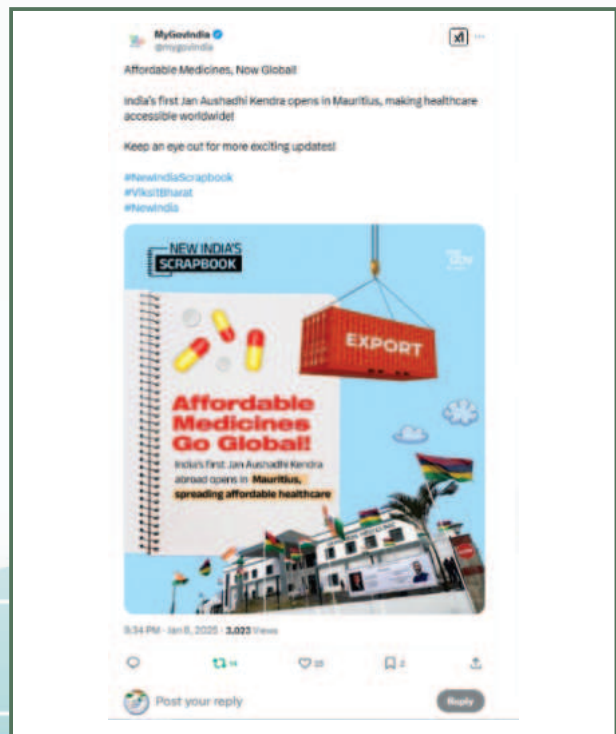 MyGovIndia
@mygovindia
Affordable Medicines, Now Global!
India's first Jan Aushadhi Kendra opens in Mauritius, making healthcare
accessible worldwide!
Keep an eye out for more exciting updates!
#NewIndiaScrapbook
#ViksitBharat
#NewIndia
NEW INDIA'S
SCRAPBOOK
GOV
EXPORT
Affordable
Medicines
Go Global!
India's first Jan Aushadhi Kendra
abroad opens in Mauritius,
spreading affordable healthcare
9:34 PM · Jan 8, 2025 · 3,023 Views
Post your reply
Reply